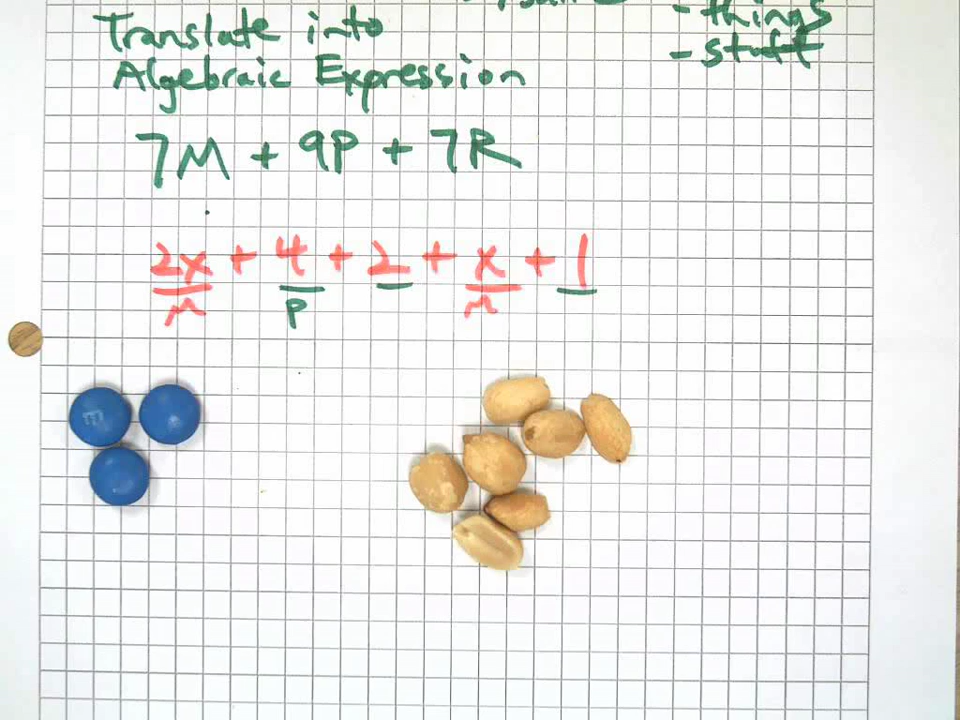 - things
Translate into
- stuff
Algebraic Expression
7M + 9P + 7R
2x + 4 + 2 + x + 1
M P M
m